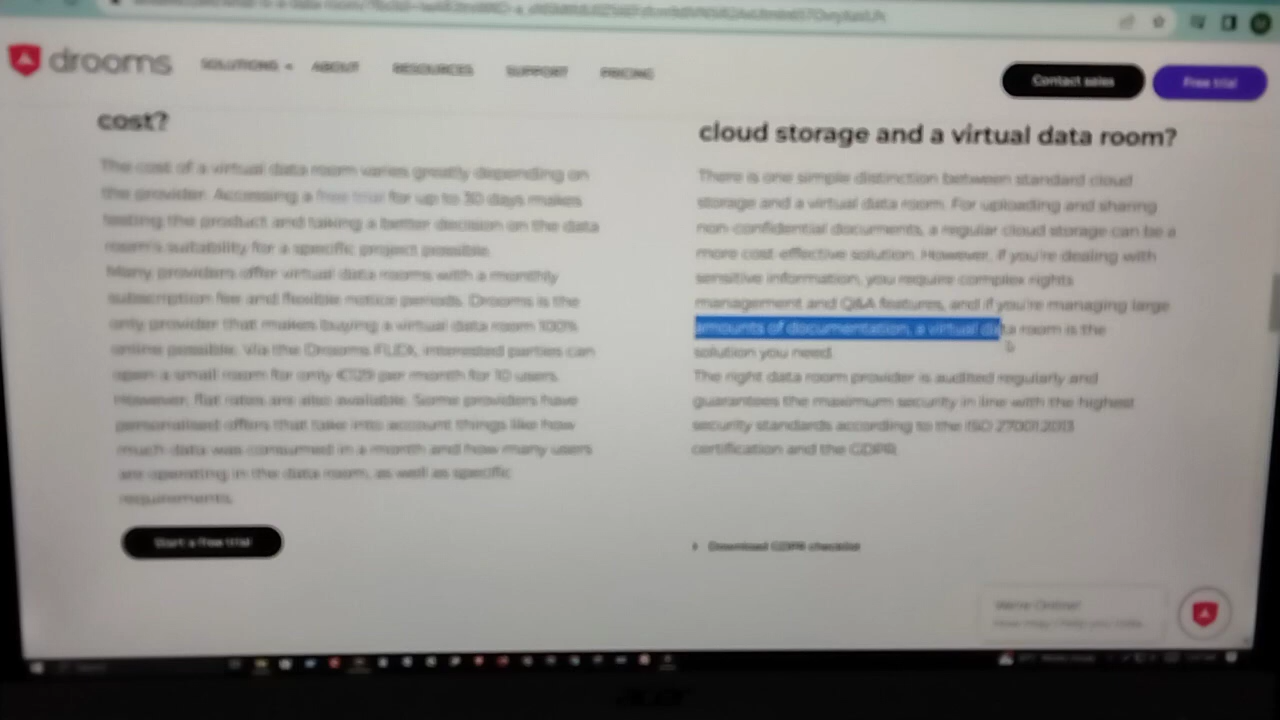 drooms
SOLUTIONS ABOUT RESOURCES SUPPORT PRICING
Contact sales Free trial
cost?
The cost of a virtual data room varies greatly depending on
the provider. Accessing a free trial for up to 30 days makes
testing the product and taking a better decision on the data
room's suitability for a specific project possible.
Many providers offer virtual data rooms with a monthly
subscription fee and flexible notice periods. Drooms is the
only provider that makes buying a virtual data room 100%
online possible. Via the Drooms FLEX, interested parties can
open a small room for only €129 per month for 10 users.
However, flat rates are also available. Some providers have
personalised offers that take into account things like how
much data was consumed in a month and how many users
are operating in the data room, as well as specific
requirements.
Start a free trial
cloud storage and a virtual data room?
There is one simple distinction between standard cloud
storage and a virtual data room. For uploading and sharing
non-confidential documents, a regular cloud storage can be a
more cost-effective solution. However, if you're dealing with
sensitive information, you require complex rights
management and Q&A features, and if you're managing large
amounts of documentation, a virtual data room is the
solution you need.
The right data room provider is audited regularly and
guarantees the maximum security in line with the highest
security standards according to the ISO 27001:2013
certification and the GDPR.
Download GDPR checklist
We're Online!
How may I help you
acer